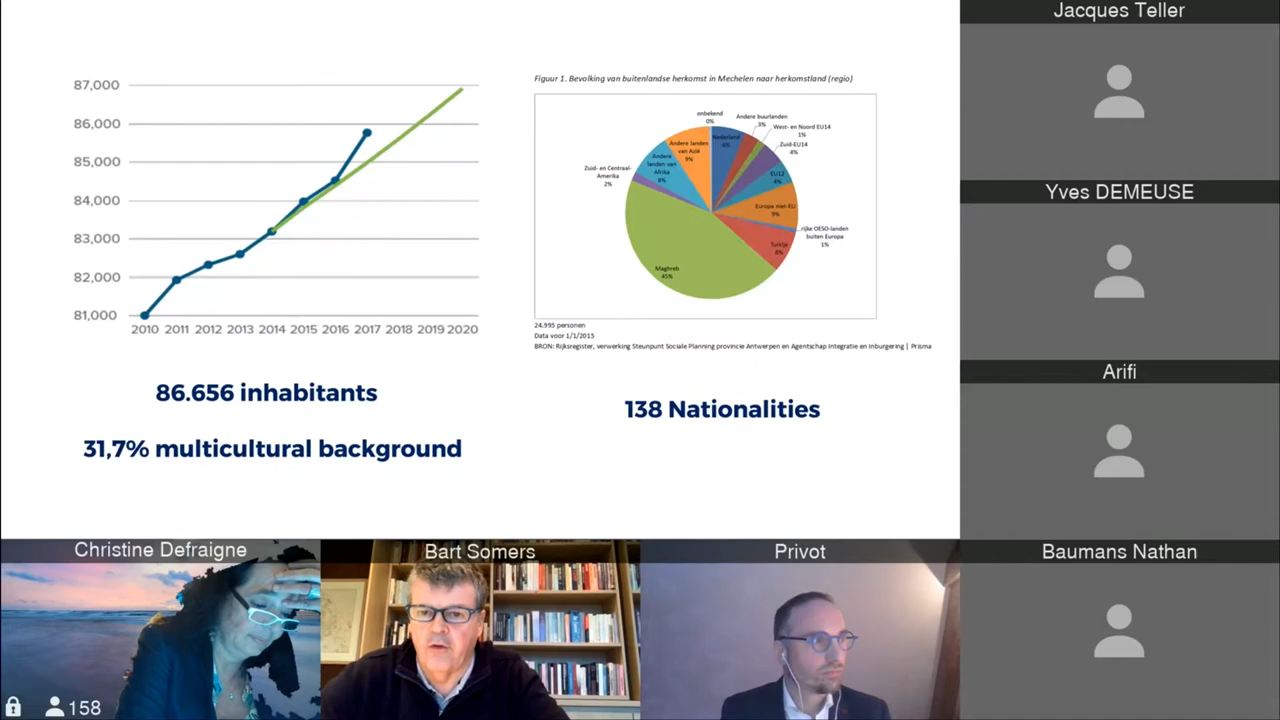 Jacques Teller
Yves DEMEUSE
Arifi
Baumans Nathan
87,000
86,000
85,000
84,000
83,000
82,000
81,000
2010 2011 2012 2013 2014 2015 2016 2017 2018 2019 2020
86.656 inhabitants
31,7% multicultural background
Figuur 1. Bevolking van buitenlandse herkomst in Mechelen naar herkomstland (regio)
onbekend
0%
Nederland
6%
Andere buurlanden
3%
West- en Noord EU14
1%
Zuid-EU14
4%
EU12
4%
Europa niet EU
9%
rijke OESO-landen
buiten Europa
1%
Turkije
8%
Maghreb
45%
Zuid- en Centraal-
Amerika
2%
Andere
landen van
Afrika
8%
Andere landen
van Azië
9%
24.995 personen
Data voor 1/1/2015
BRON: Rijksregister, verwerking Steunpunt Sociale Planning provincie Antwerpen en Agentschap Integratie en Inburgering | Prisma
138 Nationalities
Christine Defraigne
Bart Somers
Privot
158